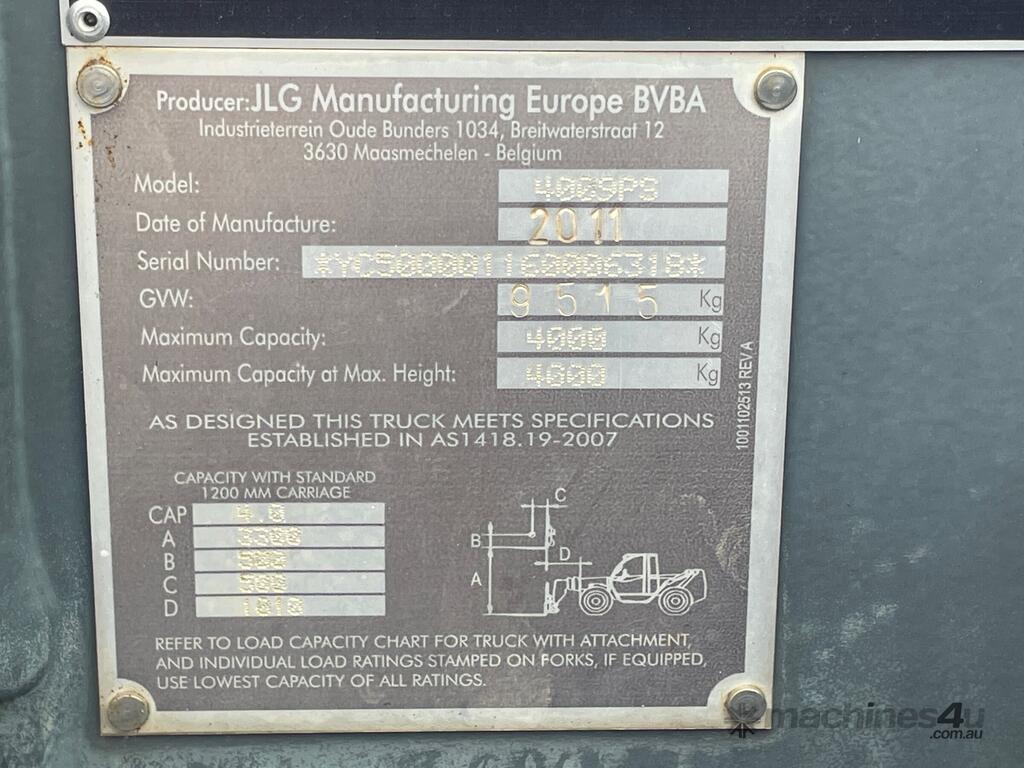 Producer: JLG Manufacturing Europe BVBA
Industrieterrein Oude Bunders 1034, Breitwaterstraat 12
3630 Maasmechelen - Belgium
Model: 4009PS
Date of Manufacture: 2011
Serial Number:
GVW: 9515 Kg
Maximum Capacity: 4000 Kg
Maximum Capacity at Max. Height: 4000 Kg
1001102513 REV A
AS DESIGNED THIS TRUCK MEETS SPECIFICATIONS
ESTABLISHED IN AS1418.19-2007
CAPACITY WITH STANDARD
1200 MM CARRIAGE
CAP 4.0
A
B 500
C 500
D 1010
C
B
D
A
REFER TO LOAD CAPACITY CHART FOR TRUCK WITH ATTACHMENT,
AND INDIVIDUAL LOAD RATINGS STAMPED ON FORKS, IF EQUIPPED,
USE LOWEST CAPACITY OF ALL RATINGS.
machines4u
.com.au